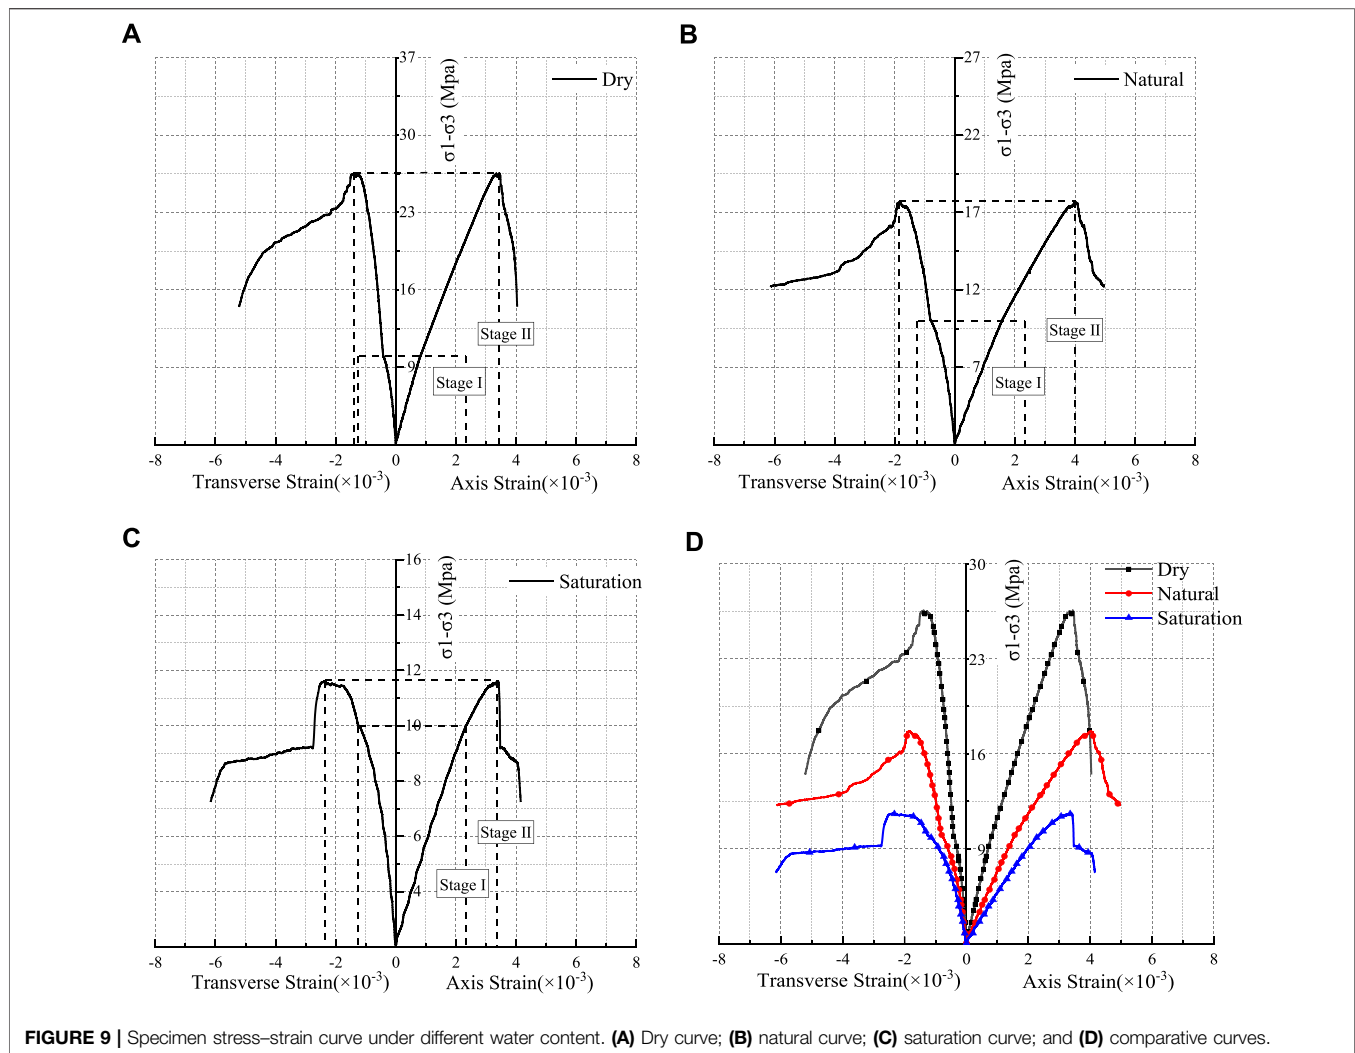 A
37
30
23
16
9
σ1-σ3 (Mpa)
Dry
Stage II
Stage I
-8 -6 -4 -2 0 2 4 6 8
Transverse Strain(×10-3) Axis Strain(×10-3)
B
27
22
17
12
7
σ1-σ3 (Mpa)
Natural
Stage II
Stage I
-8 -6 -4 -2 0 2 4 6 8
Transverse Strain(×10-3) Axis Strain(×10-3)
C
16
14
12
10
8
6
4
σ1-σ3 (Mpa)
Saturation
Stage II
Stage I
-8 -6 -4 -2 0 2 4 6 8
Transverse Strain(×10-3) Axis Strain(×10-3)
D
30
23
16
9
σ1-σ3 (Mpa)
Dry
Natural
Saturation
-8 -6 -4 -2 0 2 4 6 8
Transverse Strain(×10-3) Axis Strain(×10-3)
FIGURE 9 | Specimen stress–strain curve under different water content. (A) Dry curve; (B) natural curve; (C) saturation curve; and (D) comparative curves.